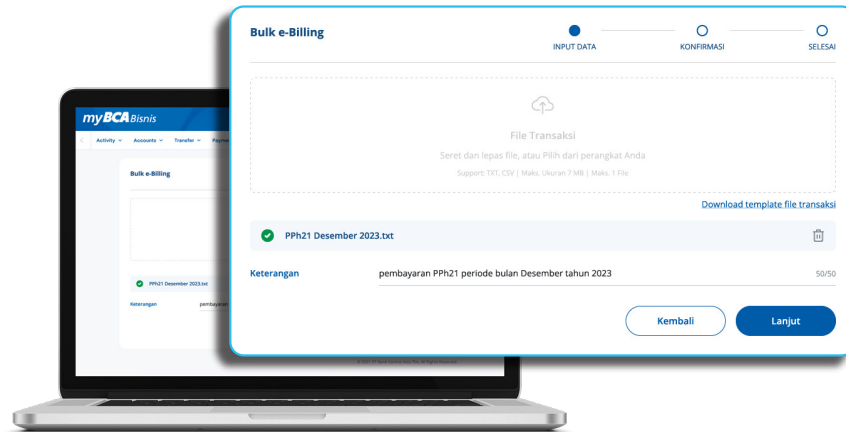 Bulk e-Billing
INPUT DATA
KONFIRMASI
SELESAI
File Transaksi
Seret dan lepas file, atau Pilih dari perangkat Anda
Support: TXT, CSV | Maks. Ukuran 7 MB | Maks. 1 File
Download template file transaksi
PPh21 Desember 2023.txt
Keterangan
pembayaran PPh21 periode bulan Desember tahun 2023
50/50
Kembali
Lanjut
myBCA Bisnis
Activity
Accounts
Transfer
Bulk e-Billing
PPh21 Desember 2023.txt
Keterangan